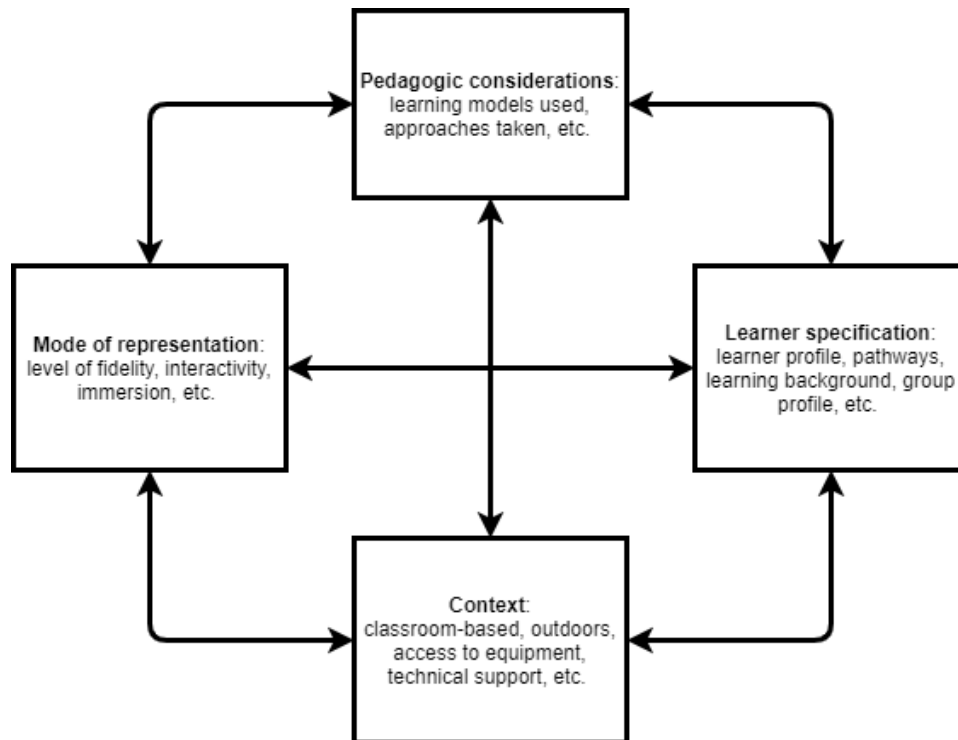 Pedagogic considerations:
learning models used,
approaches taken, etc.
Mode of representation:
level of fidelity, interactivity,
immersion, etc.
Learner specification:
learner profile, pathways,
learning background, group
profile, etc.
Context:
classroom-based, outdoors,
access to equipment,
technical support, etc.